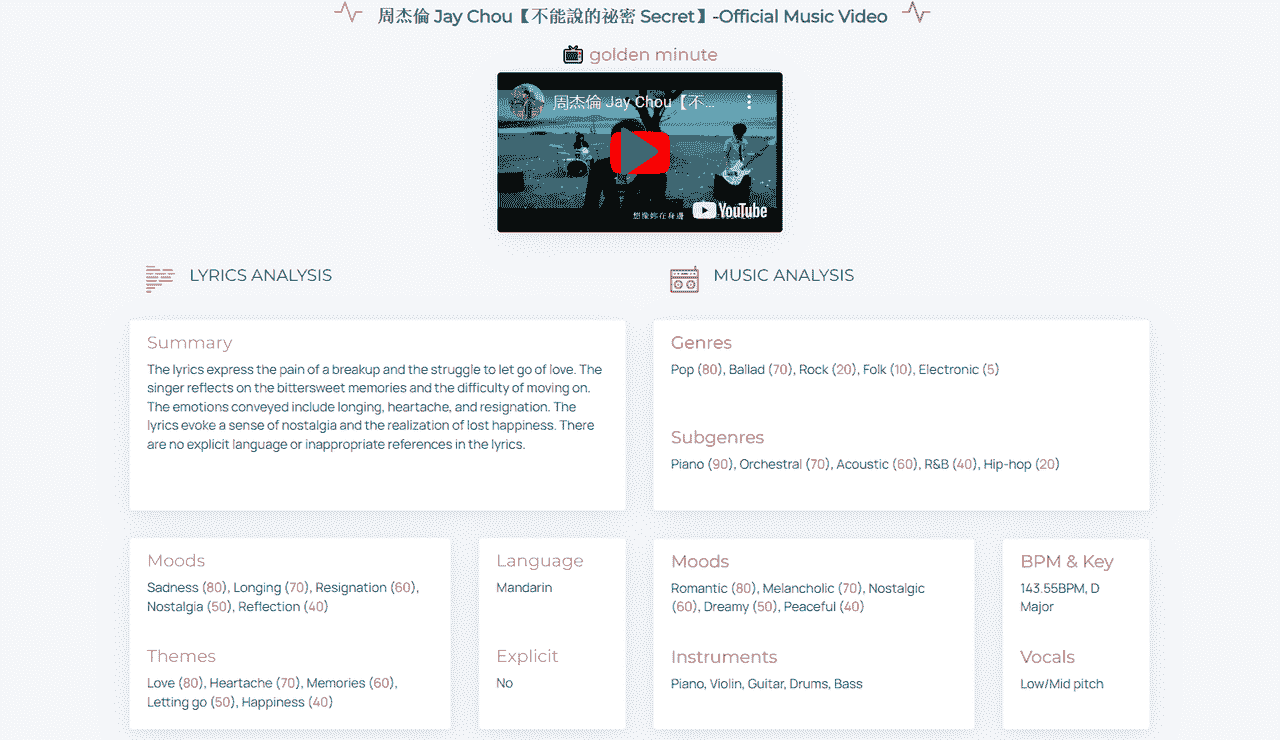 周杰倫 Jay Chou【不能說的祕密 Secret】-Official Music Video
golden minute
周杰倫 Jay Chou【不...
想像妳在身邊
YouTube
LYRICS ANALYSIS
Summary
The lyrics express the pain of a breakup and the struggle to let go of love. The
singer reflects on the bittersweet memories and the difficulty of moving on.
The emotions conveyed include longing, heartache, and resignation. The
lyrics evoke a sense of nostalgia and the realization of lost happiness. There
are no explicit language or inappropriate references in the lyrics.
Moods
Sadness (80), Longing (70), Resignation (60),
Nostalgia (50), Reflection (40)
Themes
Love (80), Heartache (70), Memories (60),
Letting go (50), Happiness (40)
Language
Mandarin
Explicit
No
MUSIC ANALYSIS
Genres
Pop (80), Ballad (70), Rock (20), Folk (10), Electronic (5)
Subgenres
Piano (90), Orchestral (70), Acoustic (60), R&B (40), Hip-hop (20)
Moods
Romantic (80), Melancholic (70), Nostalgic
(60), Dreamy (50), Peaceful (40)
Instruments
Piano, Violin, Guitar, Drums, Bass
BPM & Key
143.55BPM, D
Major
Vocals
Low/Mid pitch